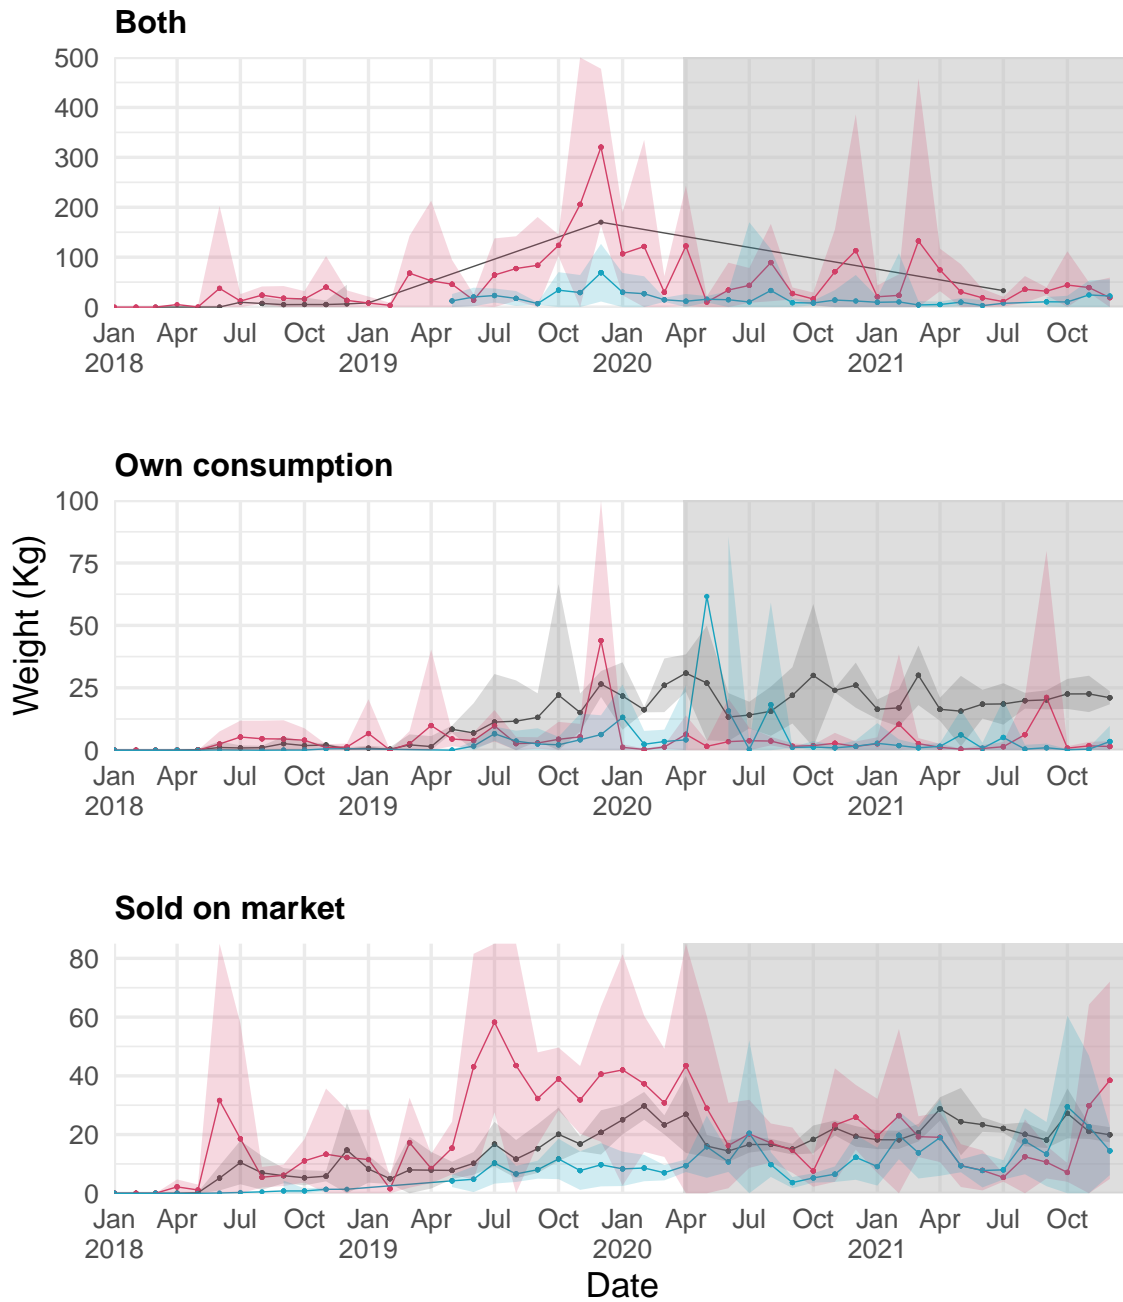 Both
500
400
300
200
100
0
Jan Apr Jul Oct Jan Apr Jul Oct Jan Apr Jul Oct Jan Apr Jul Oct
2018 2019 2020 2021
Own consumption
100
75
50
25
0
Jan Apr Jul Oct Jan Apr Jul Oct Jan Apr Jul Oct Jan Apr Jul Oct
2018 2019 2020 2021
Weight (Kg)
Sold on market
80
60
40
20
0
Jan Apr Jul Oct Jan Apr Jul Oct Jan Apr Jul Oct Jan Apr Jul Oct
2018 2019 2020 2021
Date